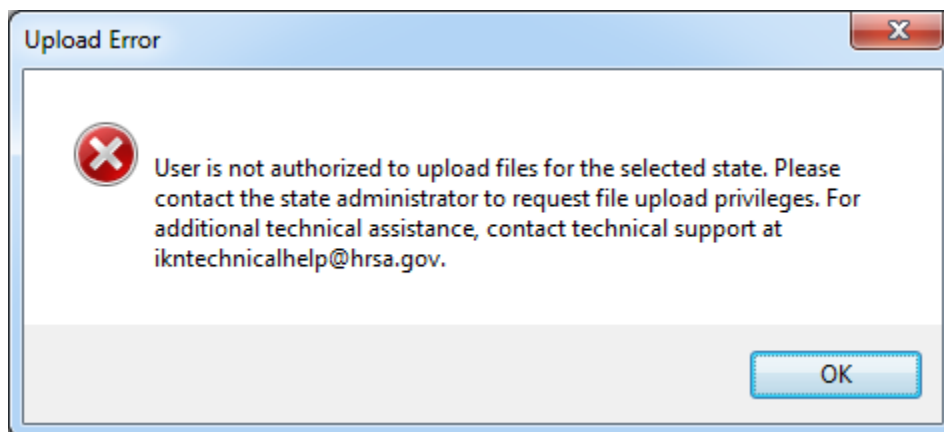 Upload Error
User is not authorized to upload files for the selected state. Please
contact the state administrator to request file upload privileges. For
additional technical assistance, contact technical support at
ikntechnicalhelp@hrsa.gov.
OK